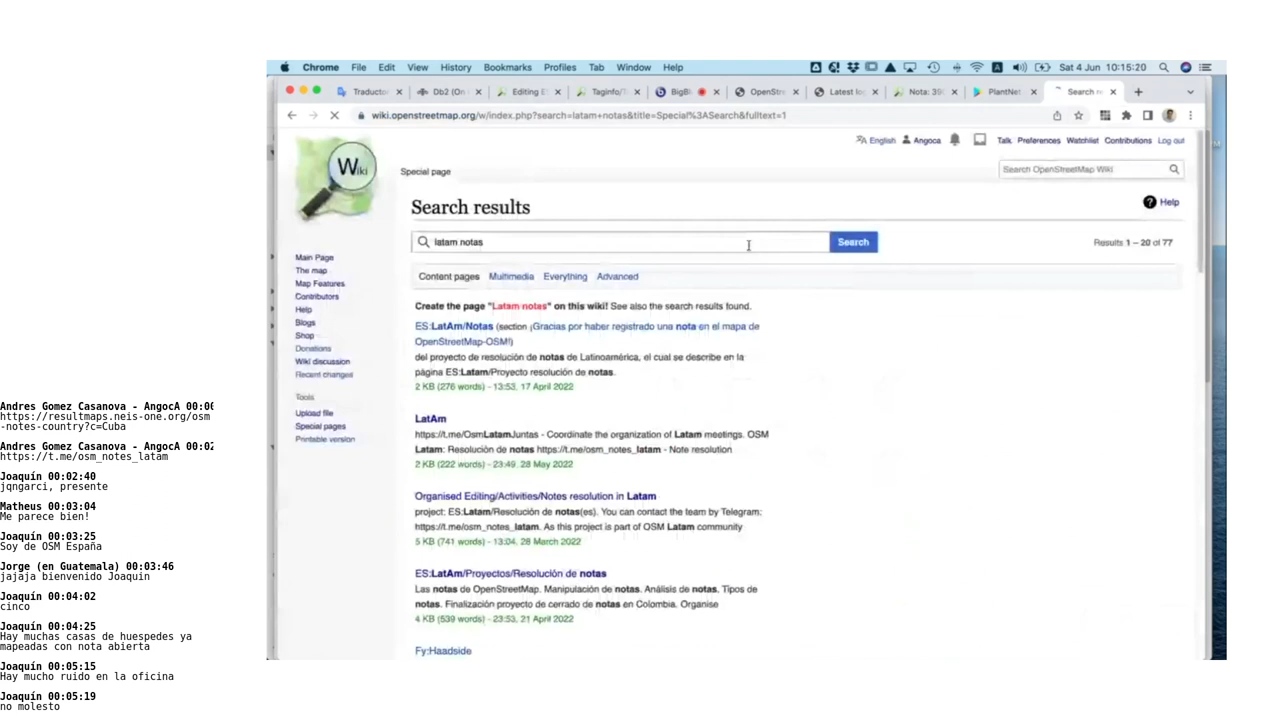 Chrome File Edit View History Bookmarks Profiles Tab Window Help
Sat 4 Jun 10:15:20
Traductor
Db2 (On
Editing E
Taginfo/
BigBl
OpenStre
Latest
Nota: 35
PlantNet
Search re
wiki.openstreetmap.org/w/index.php?search=latam+notas&title=Special%3ASearch&fulltext=1
English Angoca Talk Preferences Watchlist Contributions Log out
Wiki
Special page
Search OpenStreetMap Wiki
Search results
Help
latam notas
Search
Results 1 – 20 of 77
Content pages Multimedia Everything Advanced
Main Page
The map
Map Features
Contributors
Help
Blogs
Shop
Donations
Wiki discussion
Recent changes
Tools
Upload file
Special pages
Printable version
Create the page "Latam notas" on this wiki! See also the search results found.
ES:LatAm/Notas (section ¡Gracias por haber registrado una nota en el mapa de
OpenStreetMap-OSM!)
del proyecto de resolución de notas de Latinoamérica, el cual se describe en la
página ES:Latam/Proyecto resolución de notas.
2 KB (276 words) - 13:53, 17 April 2022
LatAm
https://t.me/OsmLatamJuntas - Coordinate the organization of Latam meetings. OSM
Latam: Resolución de notas https://t.me/osm_notes_latam - Note resolution
2 KB (222 words) - 23:49, 28 May 2022
Organised Editing/Activities/Notes resolution in Latam
project: ES:Latam/Resolución de notas(es). You can contact the team by Telegram:
https://t.me/osm_notes_latam. As this project is part of OSM Latam community
5 KB (741 words) - 13:04, 28 March 2022
ES:LatAm/Proyectos/Resolución de notas
Las notas de OpenStreetMap. Manipulación de notas. Análisis de notas. Tipos de
notas. Finalización proyecto de cerrado de notas en Colombia. Organise
4 KB (539 words) - 23:53, 21 April 2022
Fy:Haadside
Andres Gomez Casanova - AngocA 00:00
https://resultmaps.neis-one.org/osm
-notes-country?c=Cuba
Andres Gomez Casanova - AngocA 00:02
https://t.me/osm_notes_latam
Joaquín 00:02:40
jqngarci, presente
Matheus 00:03:04
Me parece bien!
Joaquín 00:03:25
Soy de OSM España
Jorge (en Guatemala) 00:03:46
jajaja bienvenido Joaquin
Joaquín 00:04:02
cinco
Joaquín 00:04:25
Hay muchas casas de huespedes ya
mapeadas con nota abierta
Joaquín 00:05:15
Hay mucho ruido en la oficina
Joaquín 00:05:19
no molesto